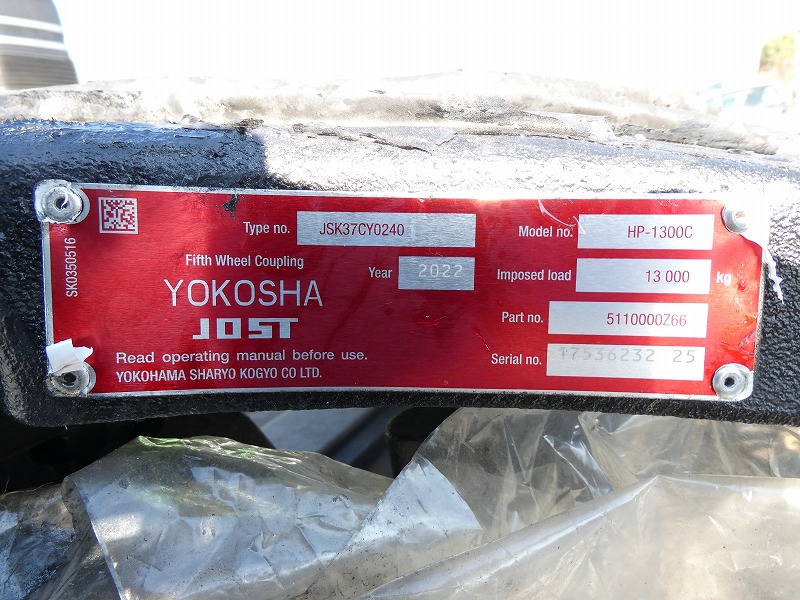 SK0350516
Type no. JSK37CY0240
Model no. HP-1300C
Fifth Wheel Coupling
Year 2022
Imposed load 13 000 kg
YOKOSHA
JOST
Part no. 5110000Z66
Serial no. 17536232 25
Read operating manual before use.
YOKOHAMA SHARYO KOGYO CO LTD.